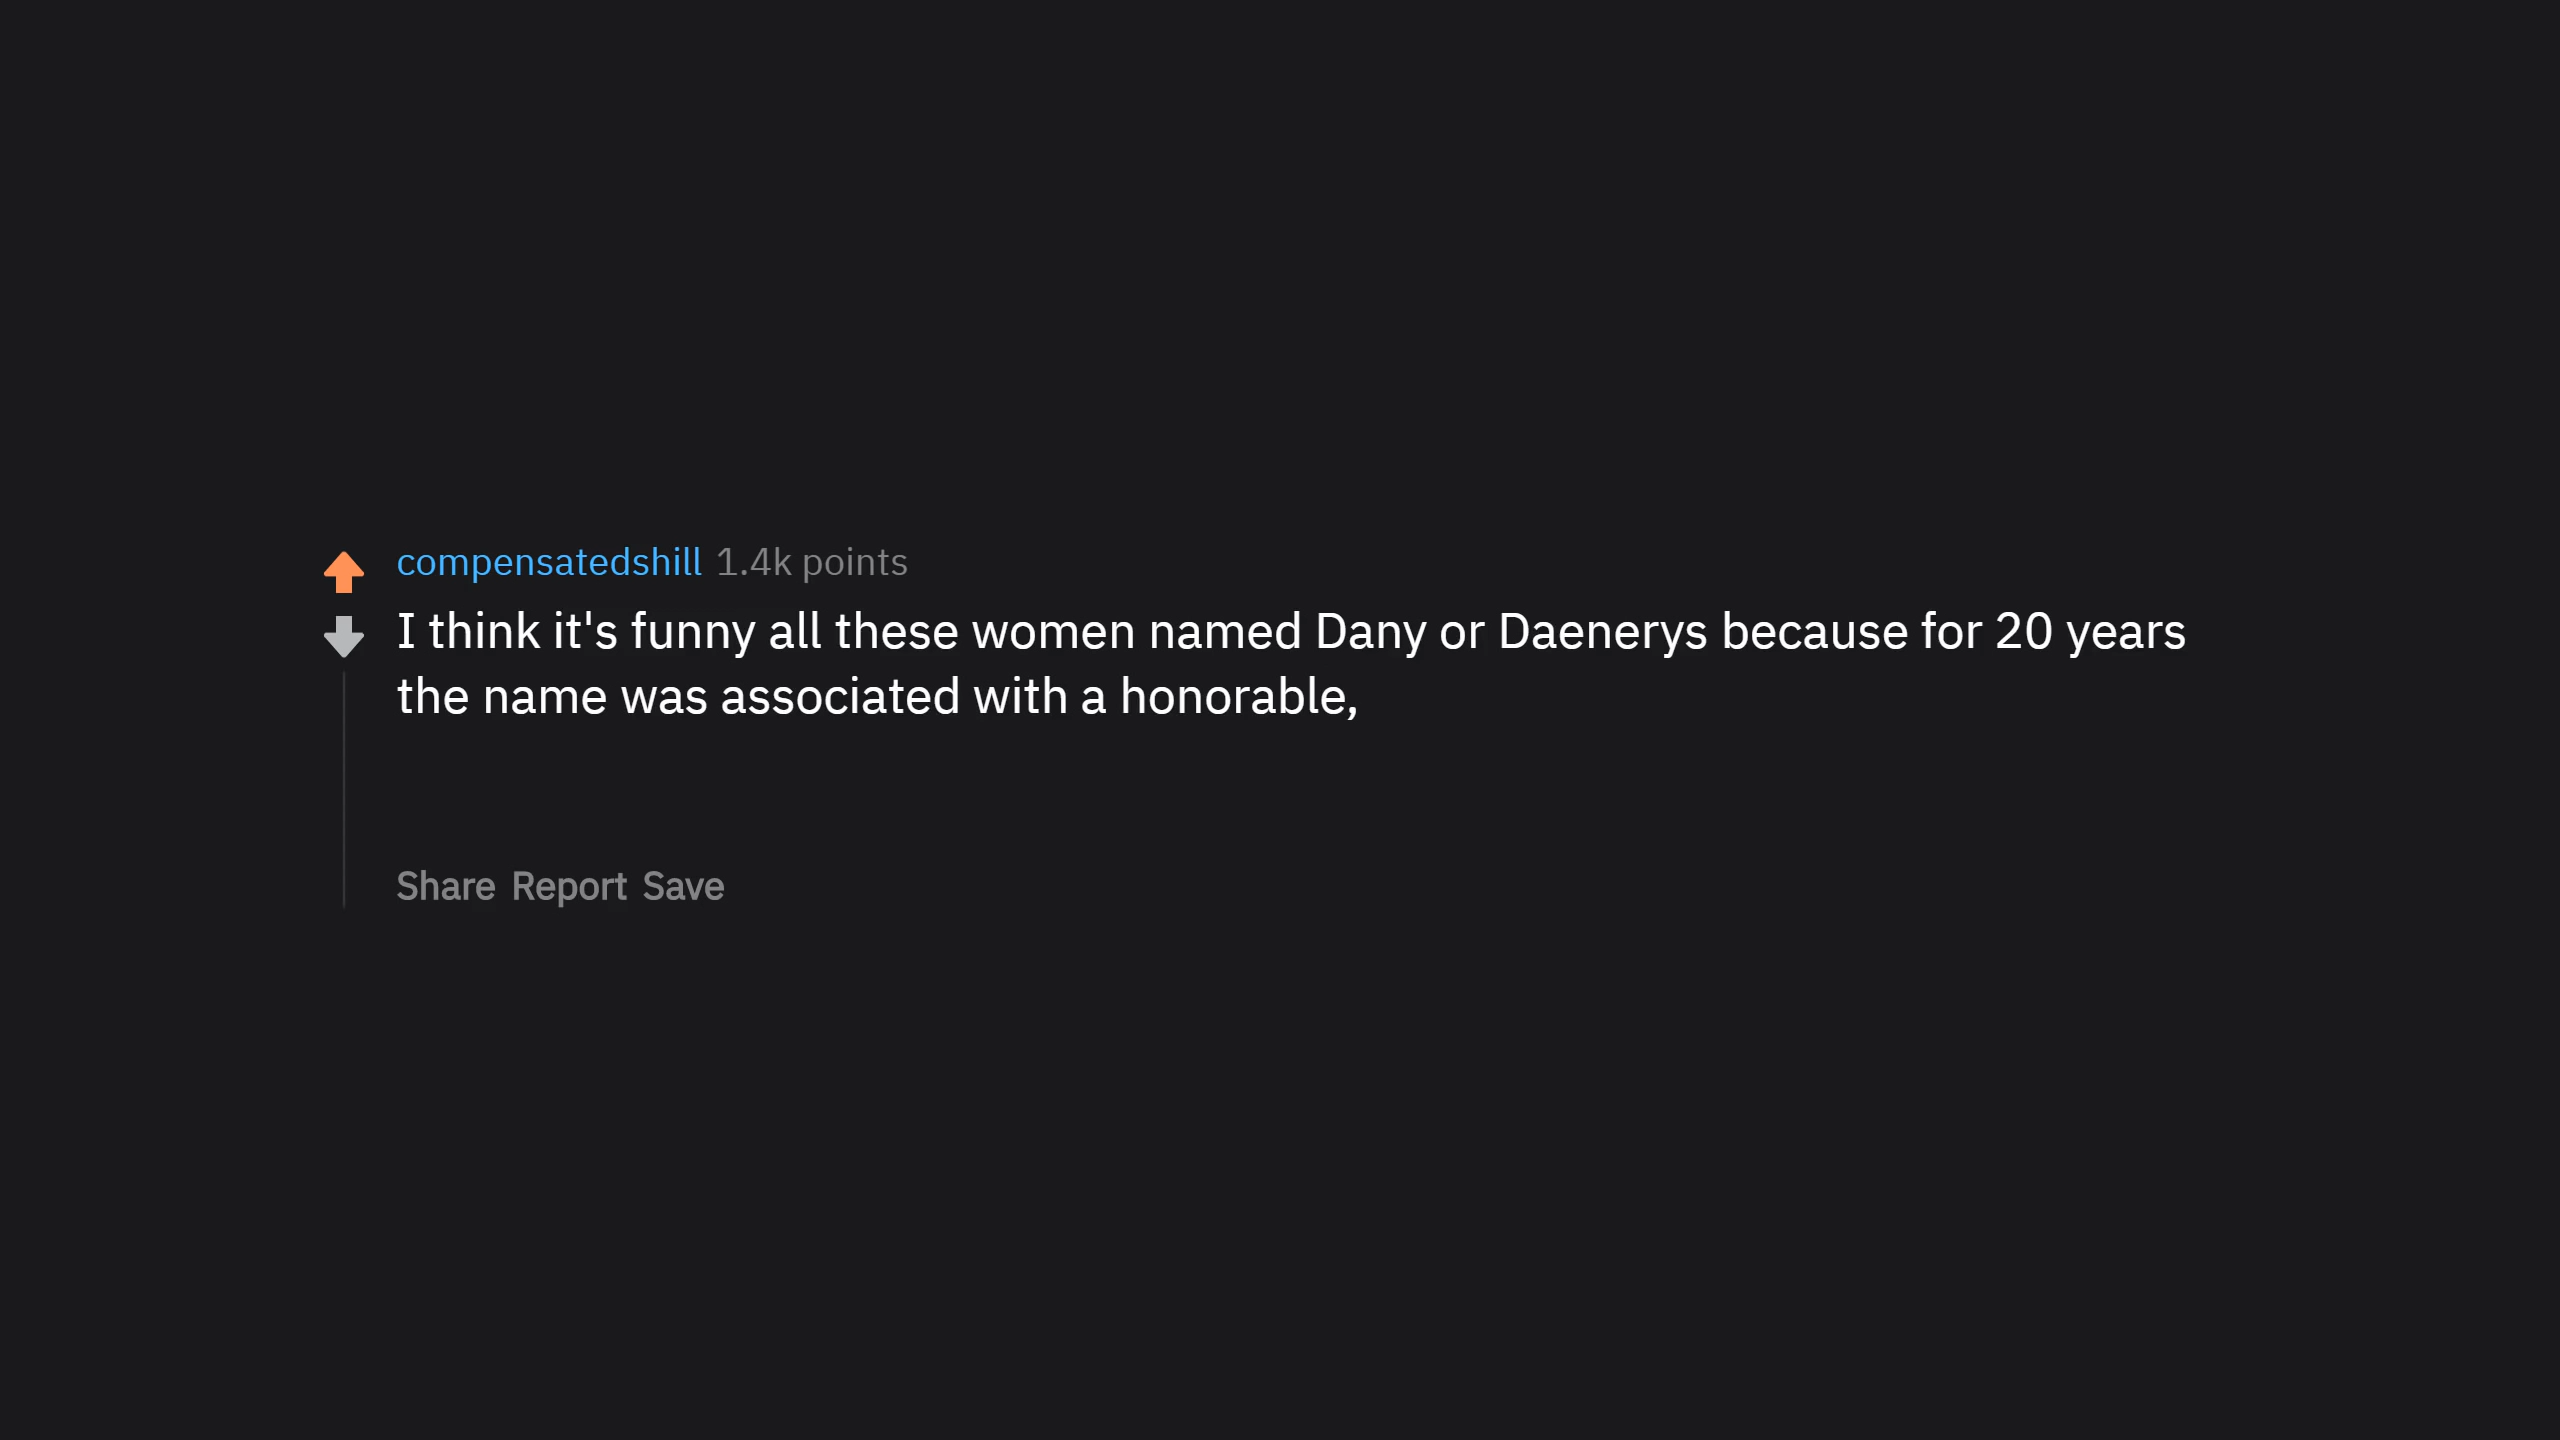 compensatedshill 1.4k points
I think it's funny all these women named Dany or Daenerys because for 20 years
the name was associated with a honorable,
Share Report Save